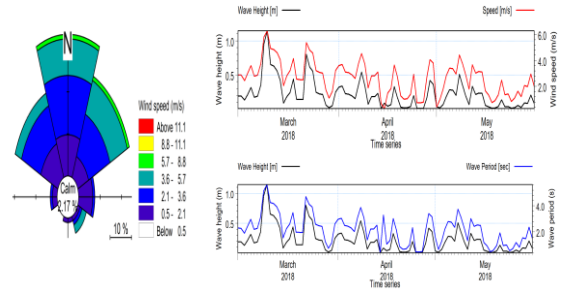 N
Calm
2.17 %
10 %
Wind speed (m/s)
Above 11.1
8.8 - 11.1
5.7 - 8.8
3.6 - 5.7
2.1 - 3.6
0.5 - 2.1
Below 0.5
Wave Height [m]
Speed [m/s]
Wave height (m)
1.0
0.5
6.0
4.0
2.0
Wind speed (m/s)
March
2018
April
2018
May
2018
Time series
Wave Height [m]
Wave Period [sec]
Wave height (m)
1.0
0.5
4.0
2.0
Wave period (s)
March
2018
April
2018
May
2018
Time series